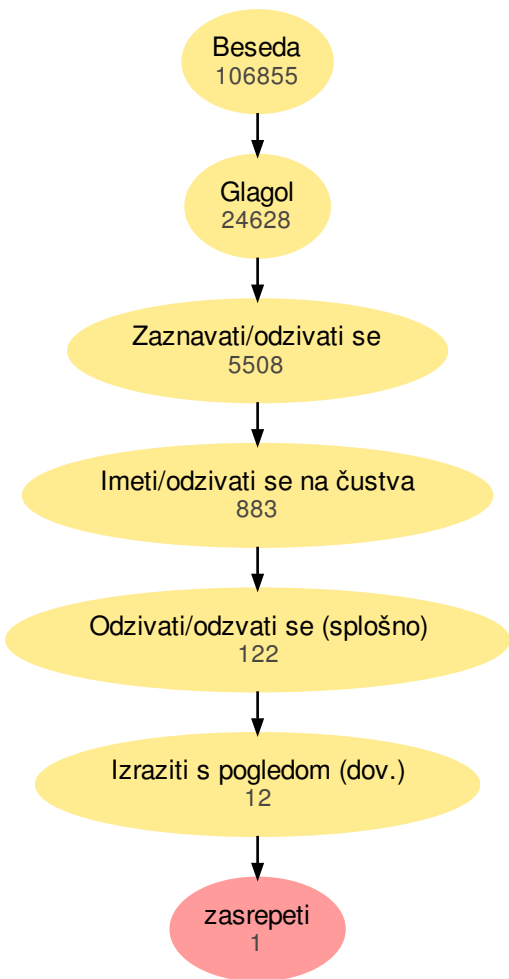 Beseda
106855
Glagol
24628
Zaznavati/odzivati se
5508
Imeti/odzivati se na čustva
883
Odzivati/odzvati se (splošno)
122
Izraziti s pogledom (dov.)
12
zasrepeti
1